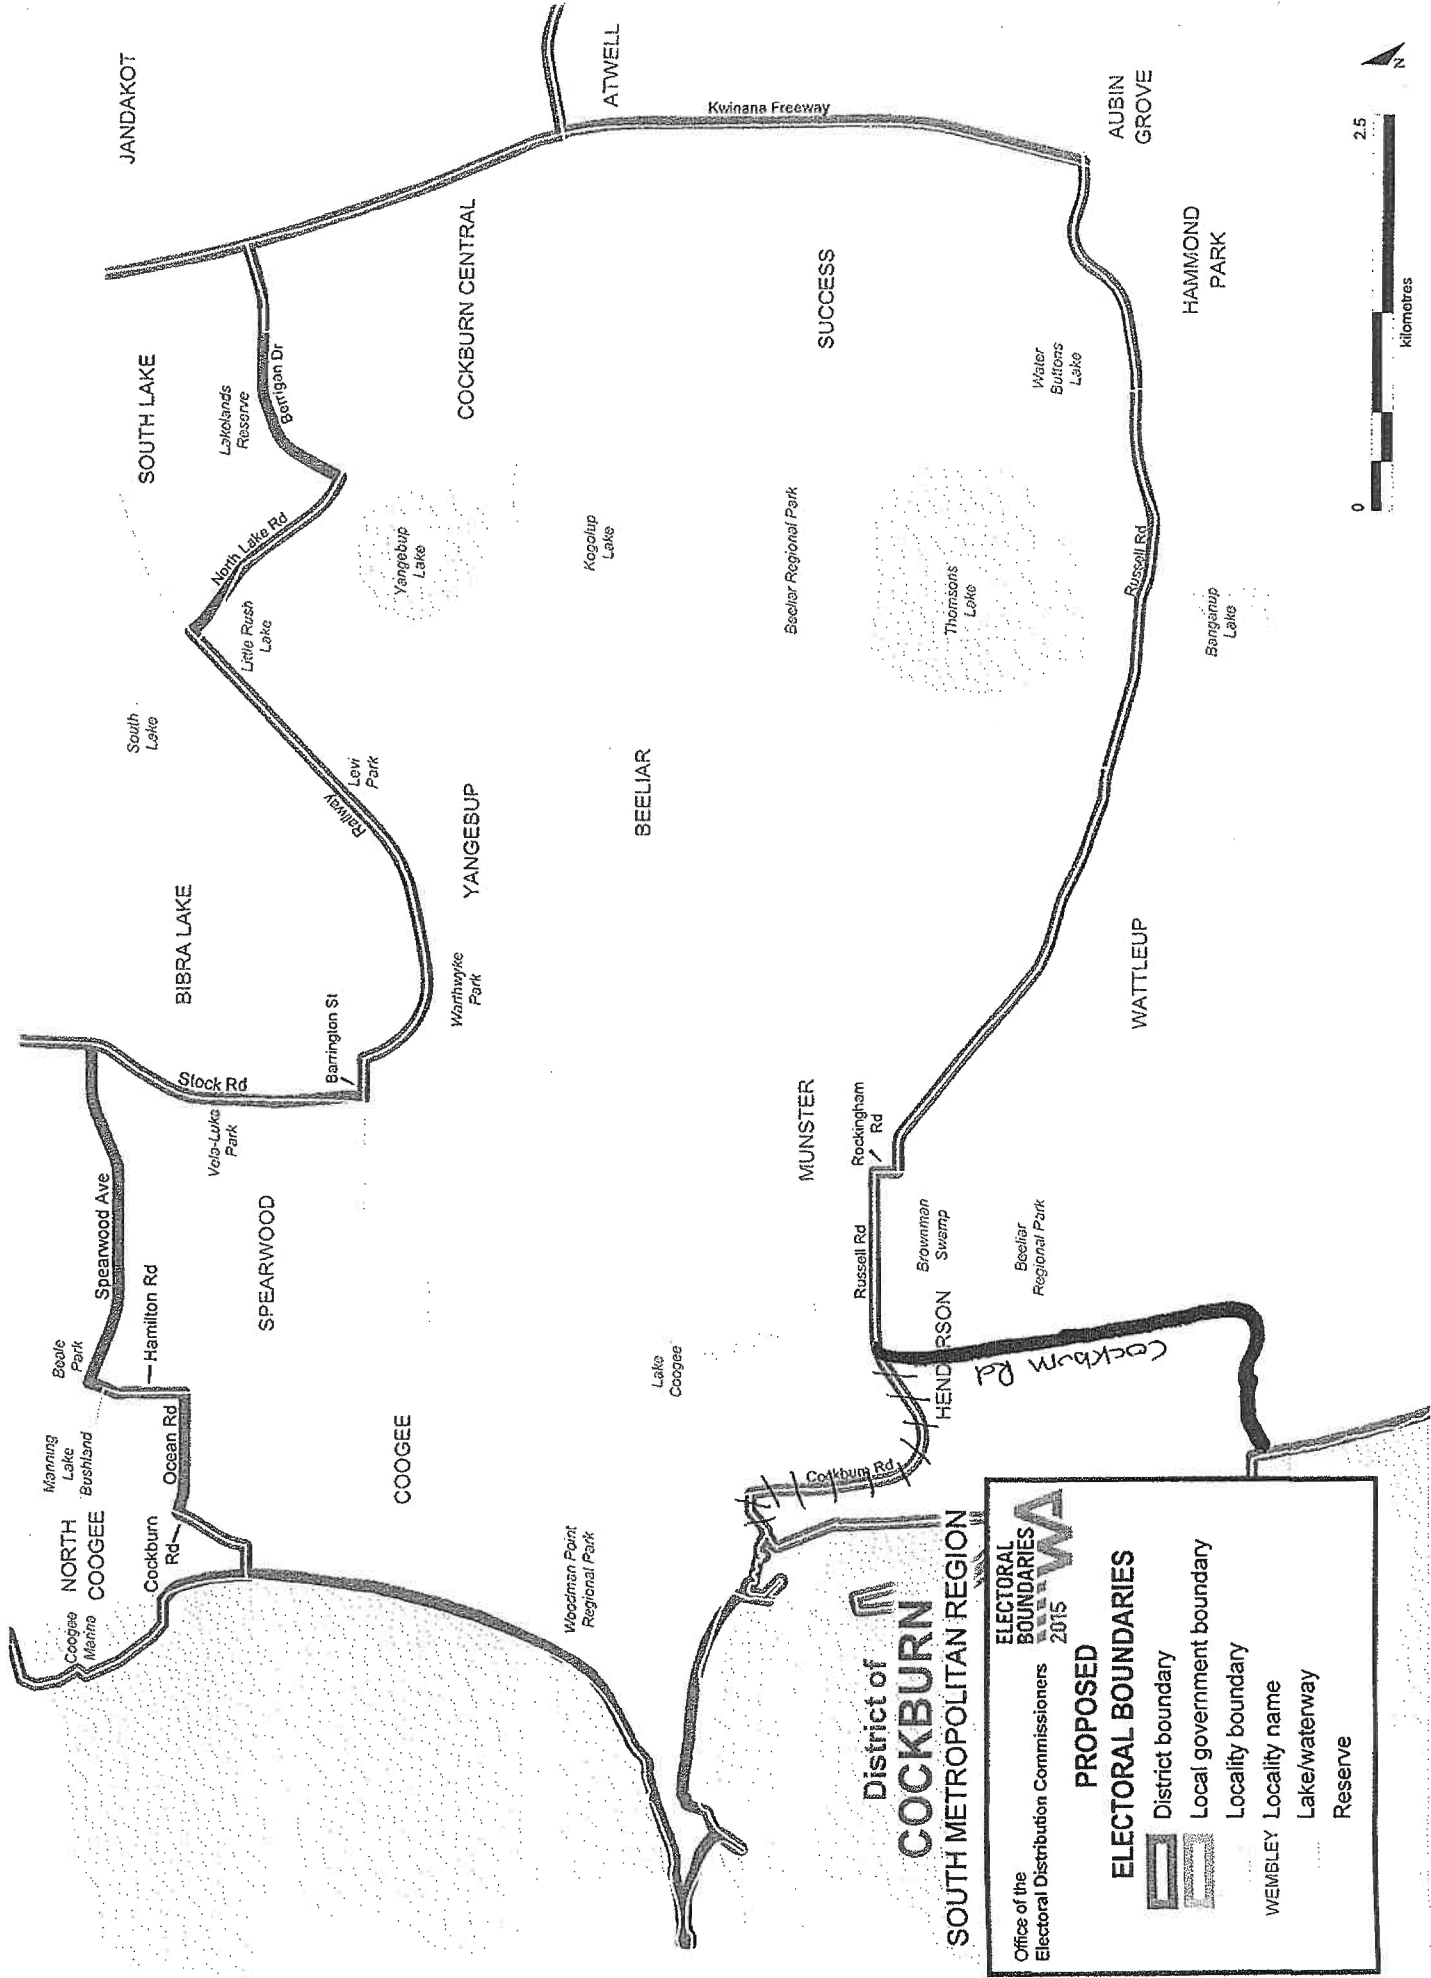 JANDAKOT
ATWELL
Kwinana Freeway
AUBIN
GROVE
SOUTH LAKE
Lakelands
Reserve
Berrigan Dr
COCKBURN CENTRAL
SUCCESS
HAMMOND
PARK
Water
Buttons
Lake
North Lake Rd
Yangebup
Lake
Kogolup
Lake
Beeliar Regional Park
Thomsons
Lake
Russell Rd
Banganup
Lake
Little Rush
Lake
South
Lake
Levi
Park
Railway
YANGEBUP
BEELIAR
BIBRA LAKE
Warthwyke
Park
WATTLEUP
Barrington St
Stock Rd
Vela-Luka
Park
MUNSTER
Rockingham
Rd
Spearwood Ave
Hamilton Rd
SPEARWOOD
Russell Rd
Brownman
Swamp
Beeliar
Regional Park
HENDERSON
Cockburn Rd
Beale
Park
Lake
Coogee
Manning
Lake
Bushland
Ocean Rd
COOGEE
Cockburn Rd
NORTH
COOGEE
Cockburn
Rd
Coogee
Marina
Woodman Point
Regional Park
District of
COCKBURN
SOUTH METROPOLITAN REGION
Office of the
Electoral Distribution Commissioners
ELECTORAL
BOUNDARIES
2015 WA
PROPOSED
ELECTORAL BOUNDARIES
District boundary
Local government boundary
Locality boundary
WEMBLEY Locality name
Lake/waterway
Reserve
0 2.5
kilometres
N